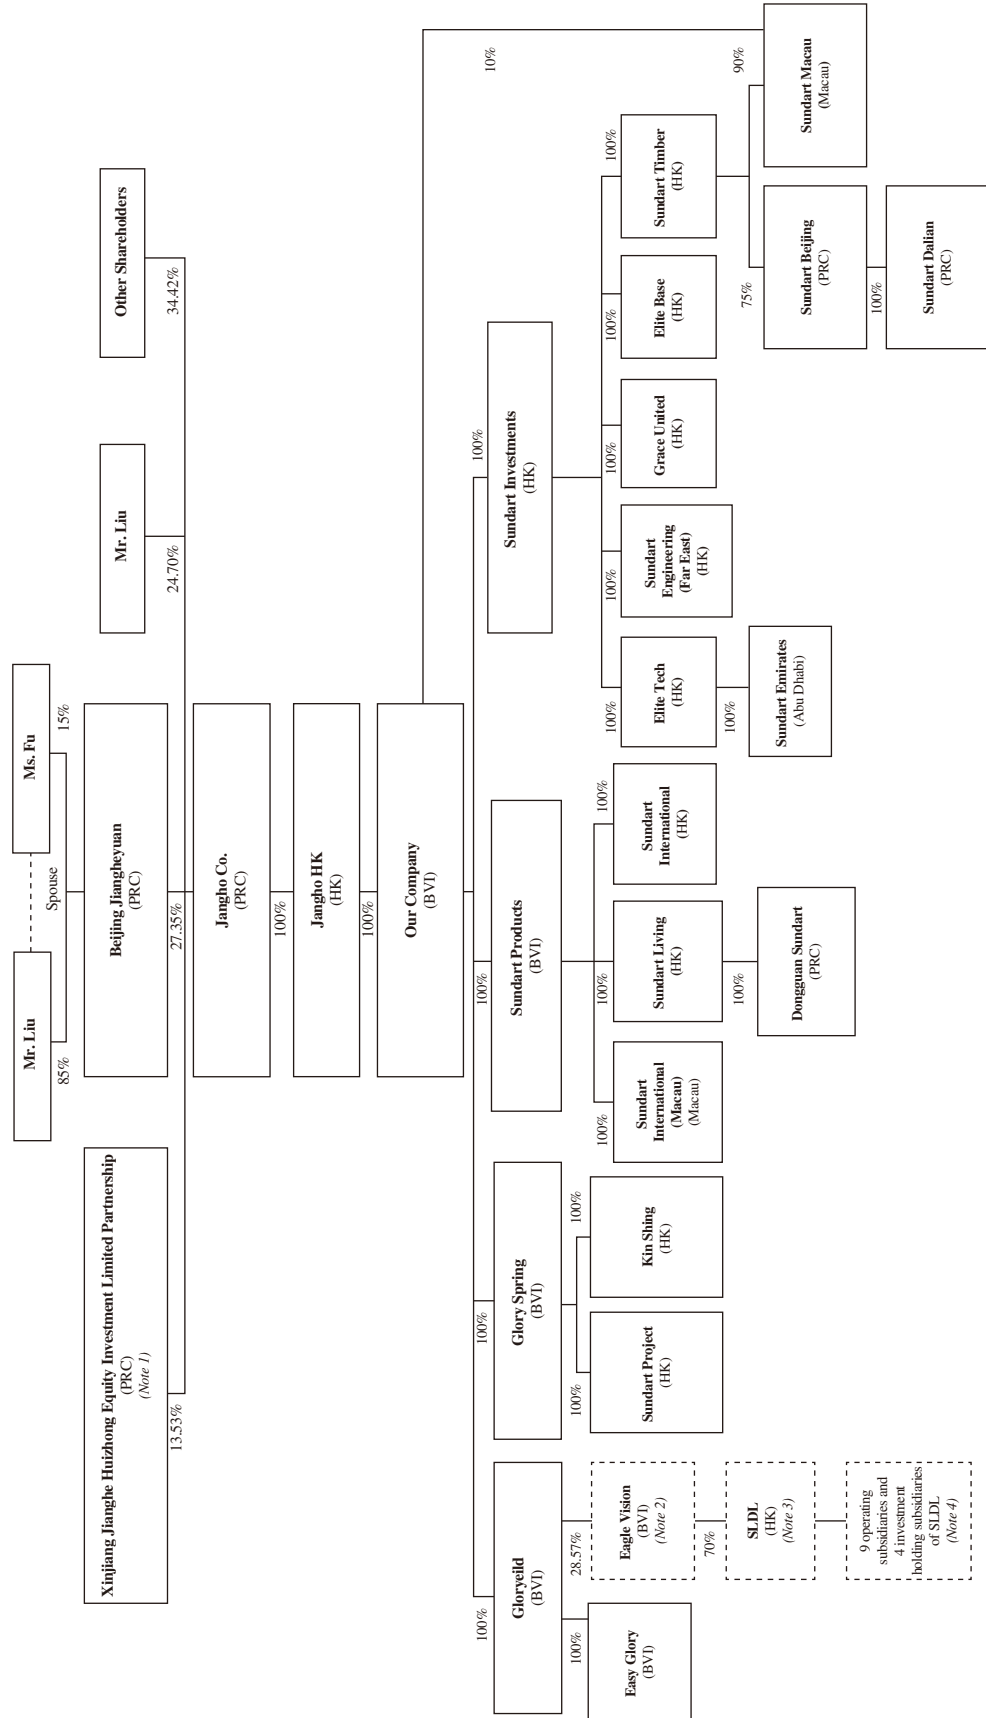 Mr. Liu
Ms. Fu
Spouse
85%
15%
Xinjiang Jianghe Huizhong Equity Investment Limited Partnership
(PRC)
(Note 1)
Beijing Jiangheyuan
(PRC)
Mr. Liu
Other Shareholders
13.53%
27.35%
24.70%
34.42%
Jangho Co.
(PRC)
100%
Jangho HK
(HK)
100%
Our Company
(BVI)
10%
100%
100%
100%
100%
Gloryeild
(BVI)
Glory Spring
(BVI)
Sundart Products
(BVI)
Sundart Investments
(HK)
100%
28.57%
100%
100%
100%
100%
100%
100%
100%
100%
100%
100%
Easy Glory
(BVI)
Eagle Vision
(BVI)
(Note 2)
Sundart Project
(HK)
Kin Shing
(HK)
Sundart
International
(Macau)
(Macau)
Sundart Living
(HK)
Sundart
International
(HK)
Elite Tech
(HK)
Sundart
Engineering
(Far East)
(HK)
Grace United
(HK)
Elite Base
(HK)
Sundart Timber
(HK)
70%
100%
100%
75%
90%
SLDL
(HK)
(Note 3)
Dongguan Sundart
(PRC)
Sundart Emirates
(Abu Dhabi)
Sundart Beijing
(PRC)
Sundart Macau
(Macau)
100%
9 operating
subsidiaries and
4 investment
holding subsidiaries
of SLDL
(Note 4)
Sundart Dalian
(PRC)